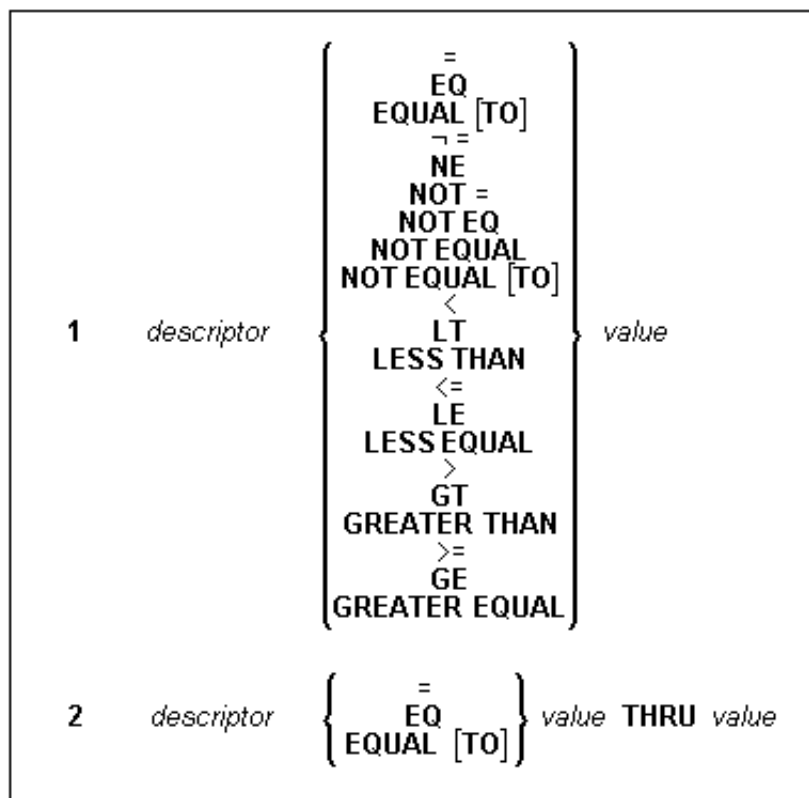 =
EQ
EQUAL [TO]
¬ =
NE
NOT =
NOT EQ
NOT EQUAL
NOT EQUAL [TO]
<
1 descriptor LT value
LESS THAN
<=
LE
LESS EQUAL
>
GT
GREATER THAN
>=
GE
GREATER EQUAL
=
2 descriptor EQ value THRU value
EQUAL [TO]